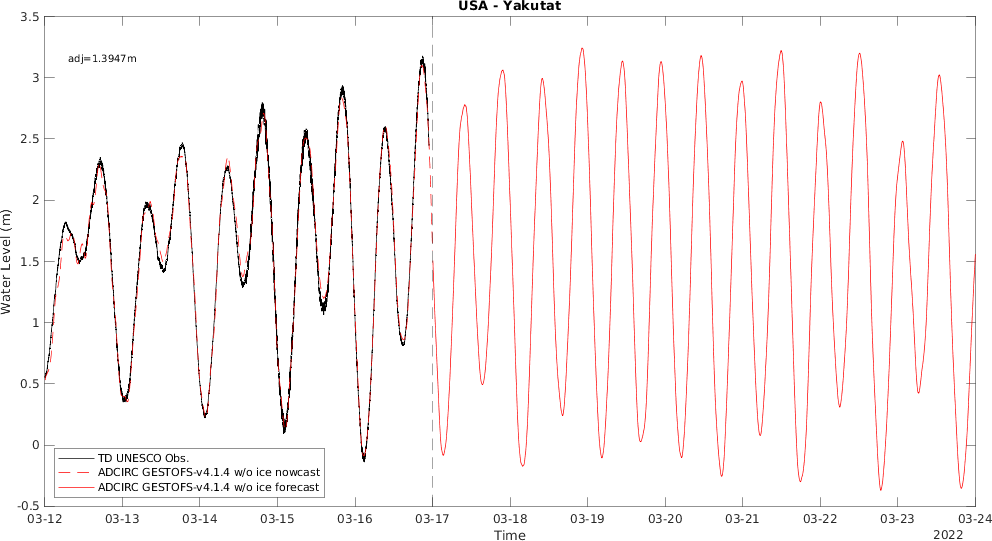 USA - Yakutat
adj=1.3947m
Water Level (m)
3.5
3
2.5
2
1.5
1
0.5
0
-0.5
TD UNESCO Obs.
ADCIRC GESTOFS-v4.1.4 w/o ice nowcast
ADCIRC GESTOFS-v4.1.4 w/o ice forecast
03-12 03-13 03-14 03-15 03-16 03-17 03-18 03-19 03-20 03-21 03-22 03-23 03-24
Time
2022